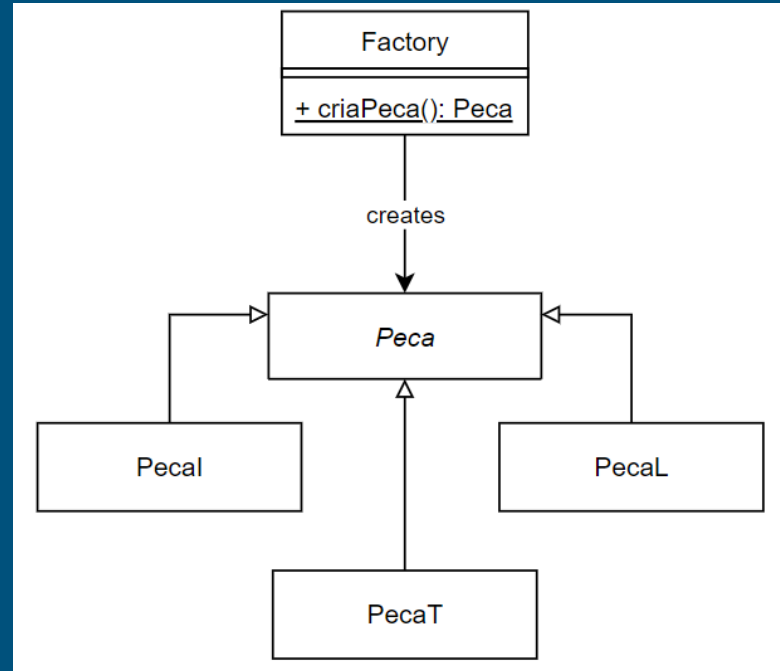 Factory
+ criaPeca(): Peca
creates
Peca
PecaI
PecaL
PecaT